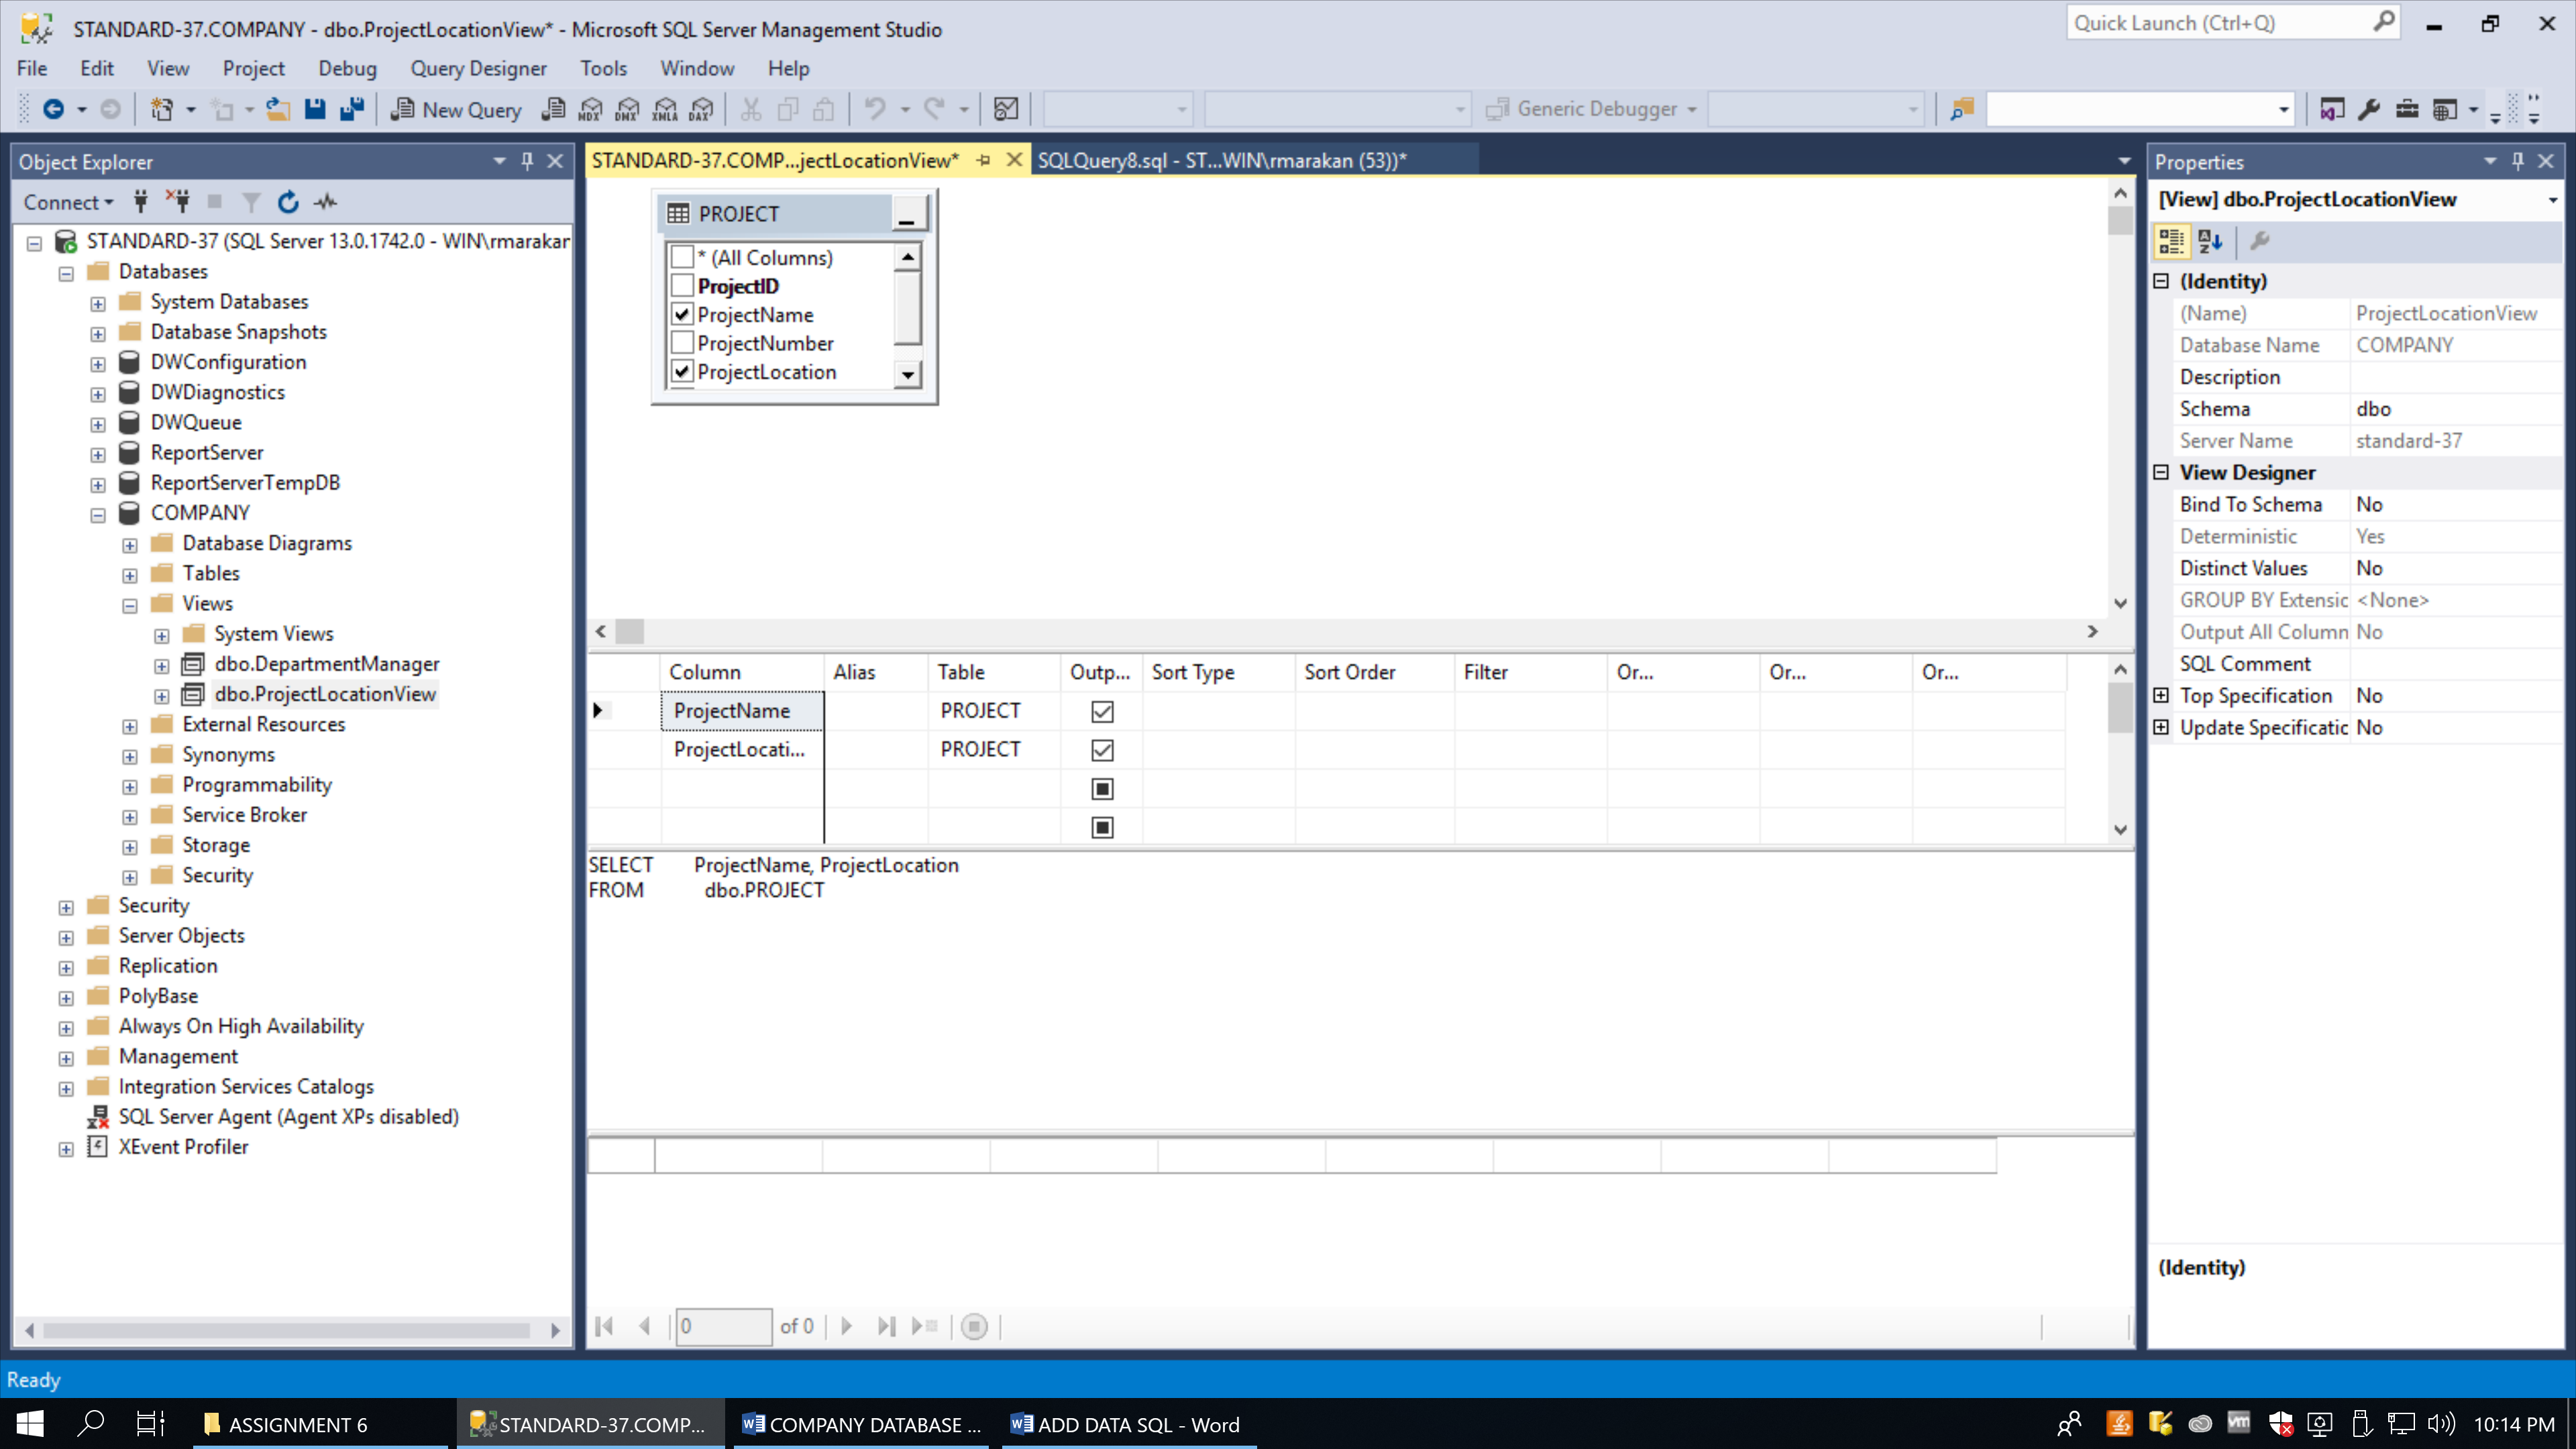 STANDARD-37.COMPANY - dbo.ProjectLocationView* - Microsoft SQL Server Management Studio
Quick Launch (Ctrl+Q)
File Edit View Project Debug Query Designer Tools Window Help
New Query MDX DMX XMLA DAX Generic Debugger
Object Explorer
Connect
STANDARD-37 (SQL Server 13.0.1742.0 - WIN\rmarakan
Databases
System Databases
Database Snapshots
DWConfiguration
DWDiagnostics
DWQueue
ReportServer
ReportServerTempDB
COMPANY
Database Diagrams
Tables
Views
System Views
dbo.DepartmentManager
dbo.ProjectLocationView
External Resources
Synonyms
Programmability
Service Broker
Storage
Security
Security
Server Objects
Replication
PolyBase
Always On High Availability
Management
Integration Services Catalogs
SQL Server Agent (Agent XPs disabled)
XEvent Profiler
STANDARD-37.COMP...jectLocationView* SQLQuery8.sql - ST...WIN\rmarakan (53))*
PROJECT
* (All Columns)
ProjectID
ProjectName
ProjectNumber
ProjectLocation
Column Alias Table Outp... Sort Type Sort Order Filter Or... Or... Or...
ProjectName PROJECT
ProjectLocati... PROJECT
SELECT ProjectName, ProjectLocation
FROM dbo.PROJECT
0 of 0
Properties
[View] dbo.ProjectLocationView
(Identity)
(Name) ProjectLocationView
Database Name COMPANY
Description
Schema dbo
Server Name standard-37
View Designer
Bind To Schema No
Deterministic Yes
Distinct Values No
GROUP BY Extensic <None>
Output All Column No
SQL Comment
Top Specification No
Update Specificatic No
(Identity)
Ready
ASSIGNMENT 6 STANDARD-37.COMP... COMPANY DATABASE ... ADD DATA SQL - Word vm 10:14 PM